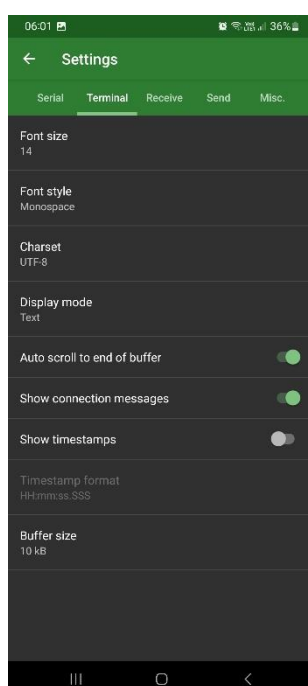 06:01 36%
Settings
Serial Terminal Receive Send Misc.
Font size
14
Font style
Monospace
Charset
UTF-8
Display mode
Text
Auto scroll to end of buffer
Show connection messages
Show timestamps
Timestamp format
HH:mm:ss.SSS
Buffer size
10 kB